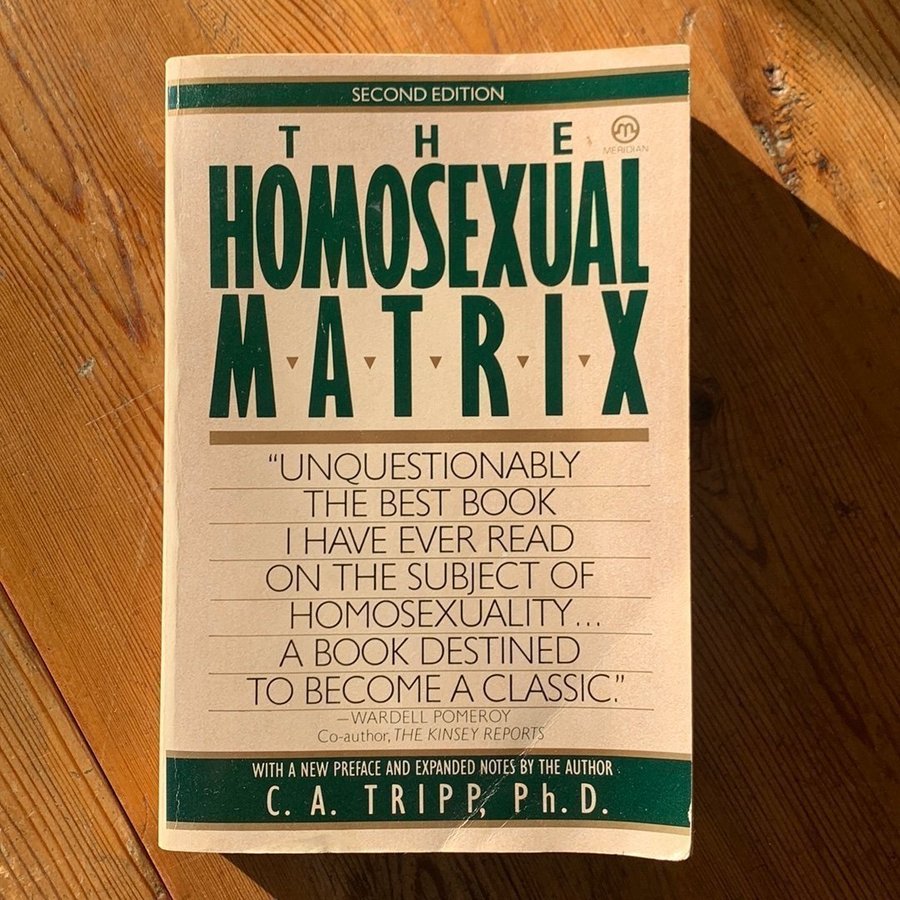 SECOND EDITION
THE
MERIDIAN
HOMOSEXUAL
M·A·T·R·I·X
“UNQUESTIONABLY
THE BEST BOOK
I HAVE EVER READ
ON THE SUBJECT OF
HOMOSEXUALITY...
A BOOK DESTINED
TO BECOME A CLASSIC.”
—WARDELL POMEROY
Co-author, THE KINSEY REPORTS
WITH A NEW PREFACE AND EXPANDED NOTES BY THE AUTHOR
C. A. TRIPP, Ph.D.